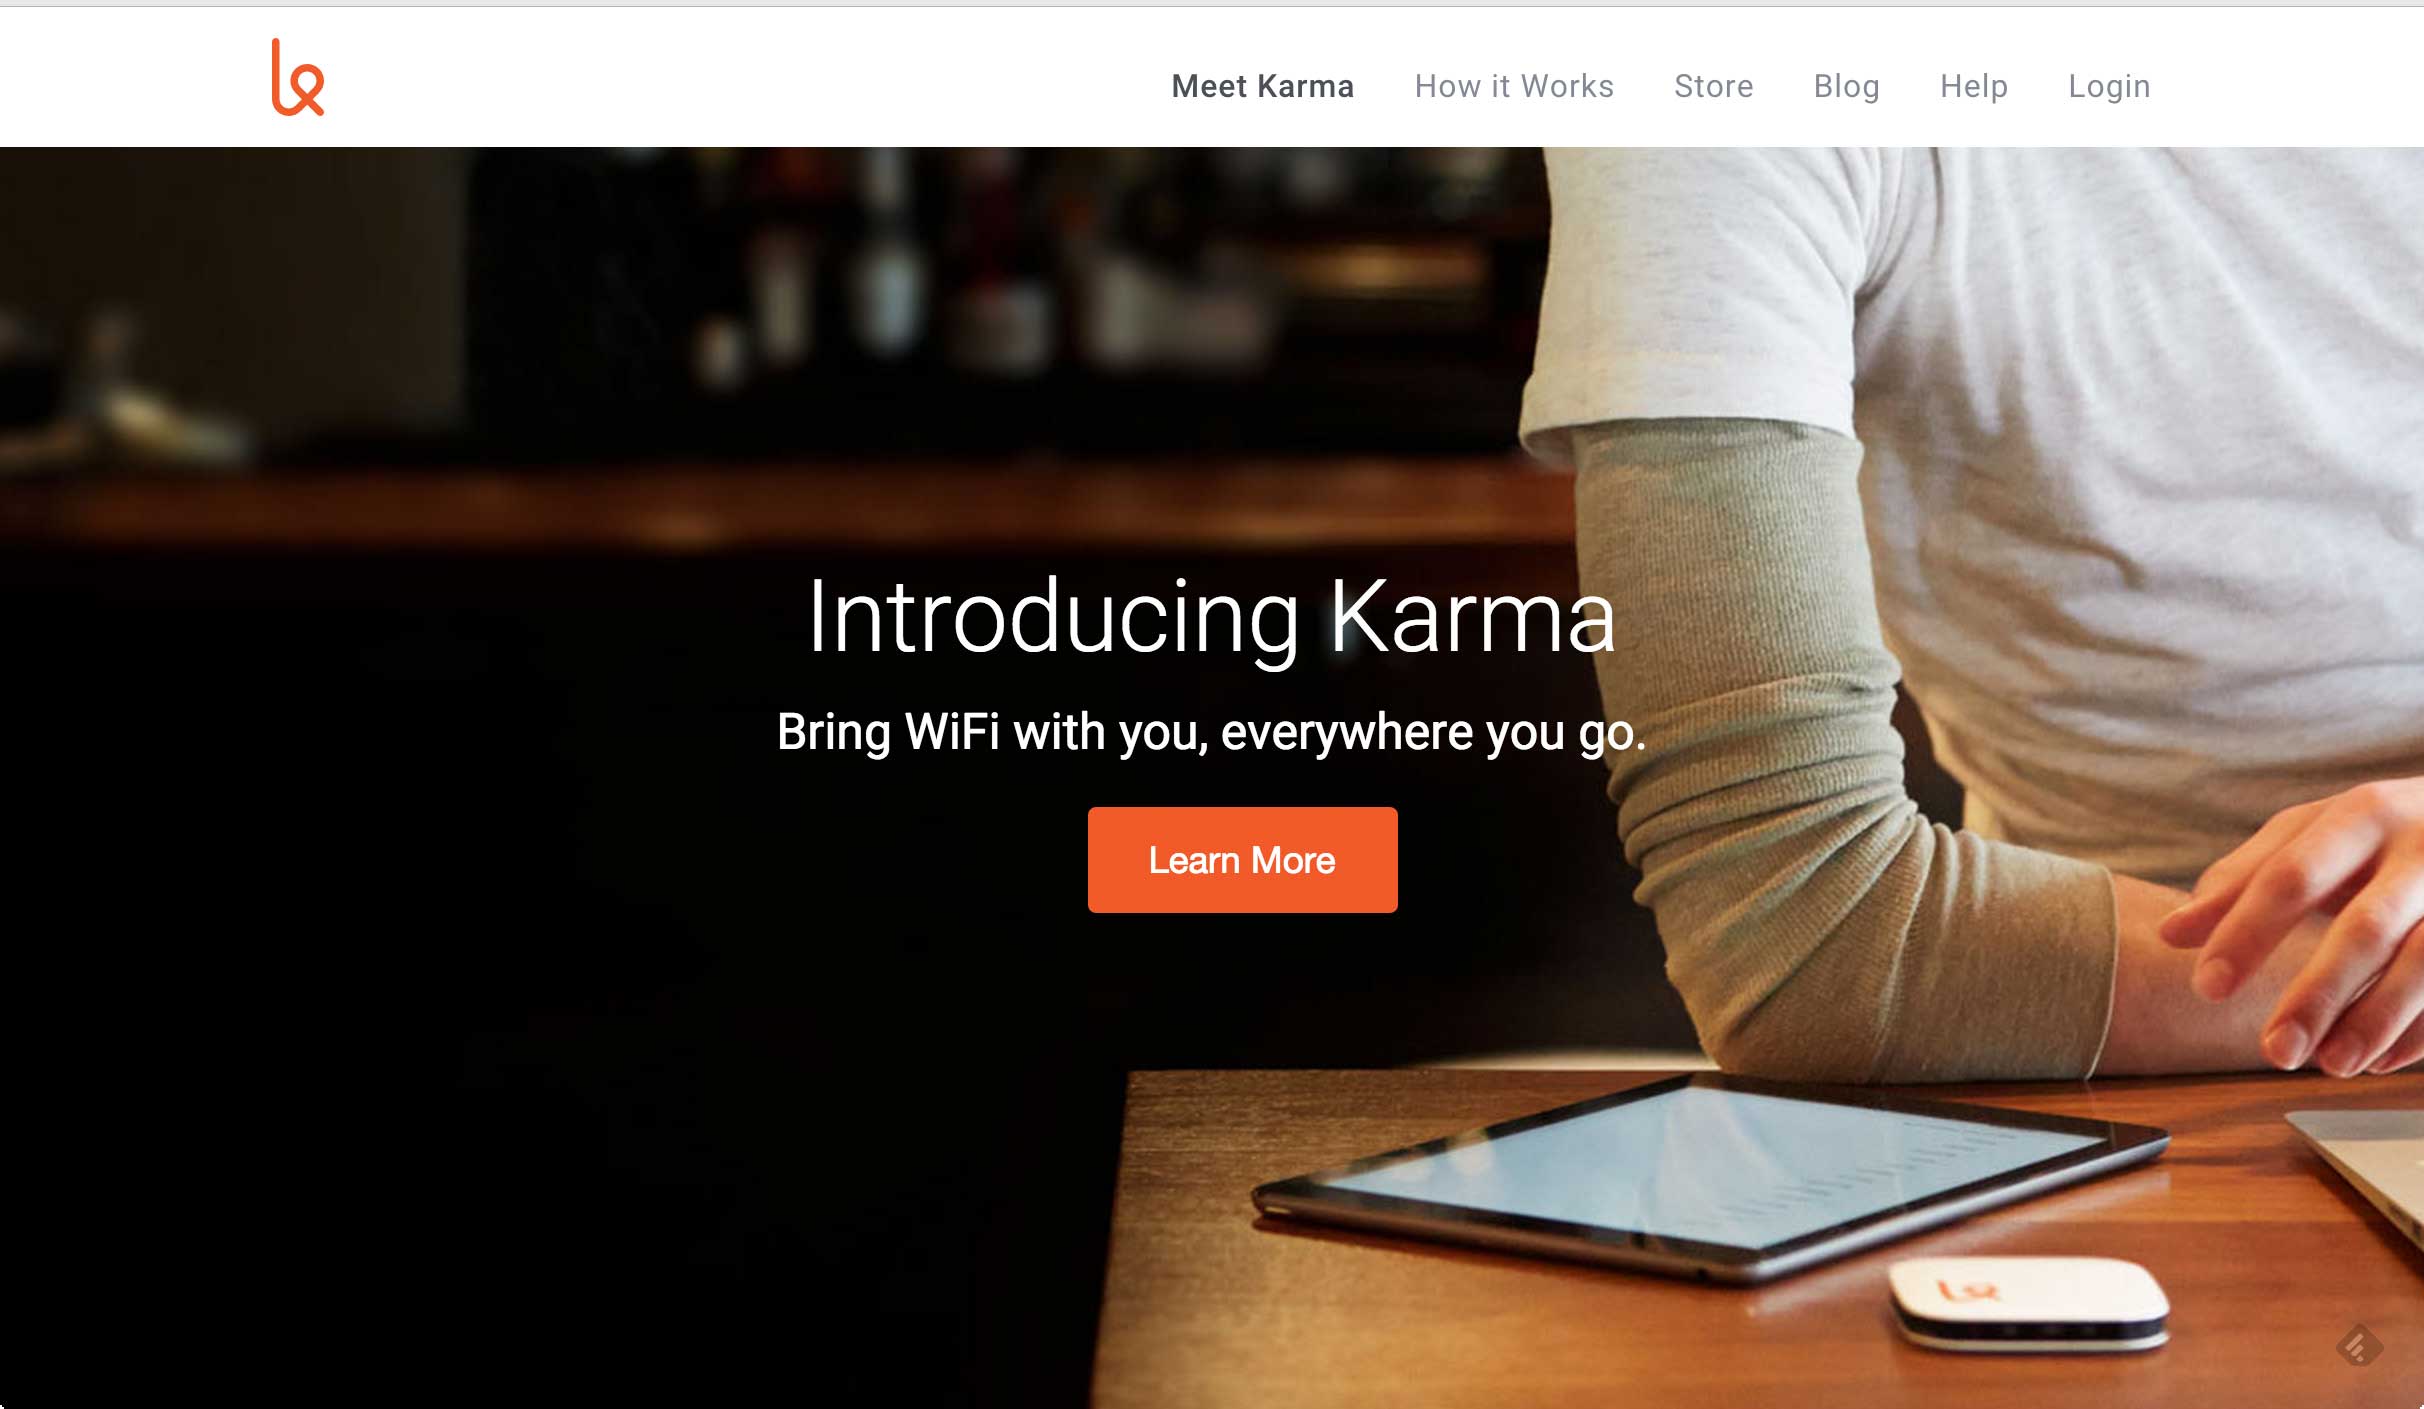 Meet Karma How it Works Store Blog Help Login
Introducing Karma
Bring WiFi with you, everywhere you go.
Learn More